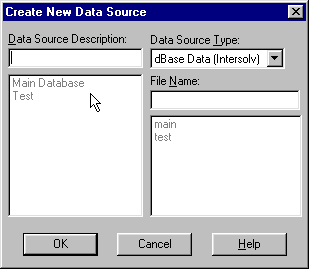 Create New Data Source
Data Source Description:
Main Database
Test
Data Source Type:
dBase Data (Intersolv)
File Name:
main
test
OK
Cancel
Help